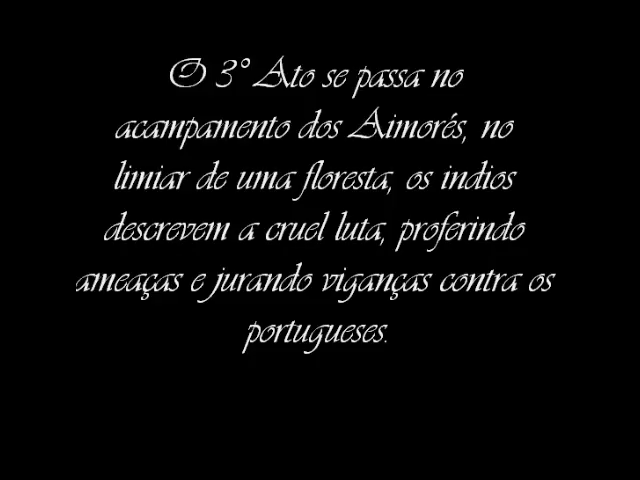 O 3° Ato se passa no
acampamento dos Aimorés, no
limiar de uma floresta, os indios
descrevem a cruel luta, proferindo
ameaças e jurando viganças contra os
portugueses.